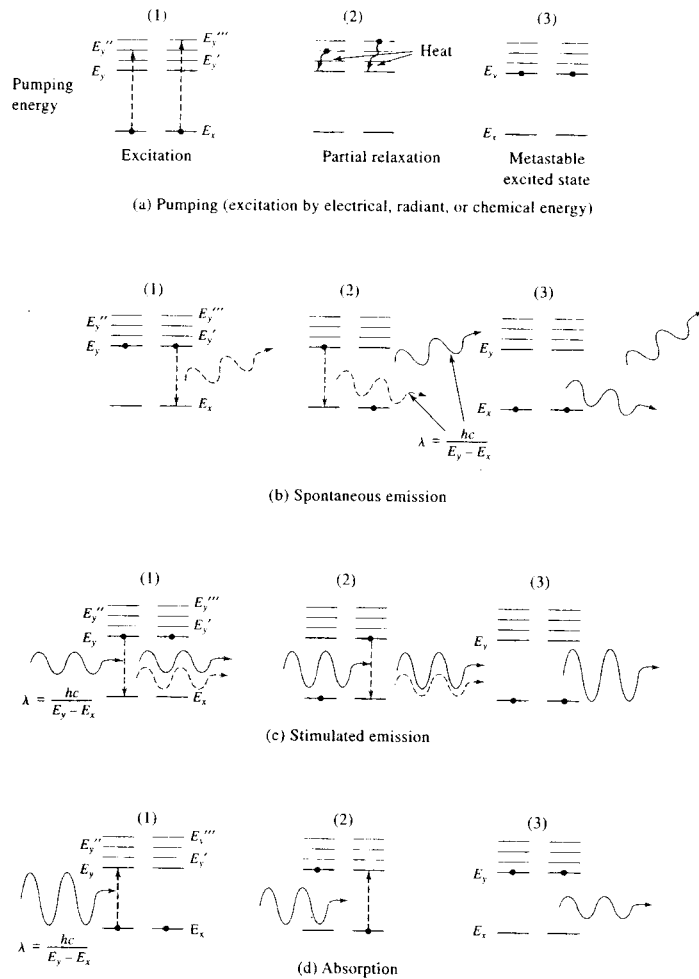 (1) (2) (3)
E_y'' E_y'''
E_y'
E_y
Heat
E_y
Pumping
energy
E_x
E_x
Excitation Partial relaxation Metastable
excited state
(a) Pumping (excitation by electrical, radiant, or chemical energy)
(1) (2) (3)
E_y'' E_y'''
E_y'
E_y
E_y
E_x
E_x
λ = hc / (E_y – E_x)
(b) Spontaneous emission
(1) (2) (3)
E_y'' E_y'''
E_y'
E_y
E_y
E_x
λ = hc / (E_y – E_x)
(c) Stimulated emission
(1) (2) (3)
E_y'' E_y'''
E_y'
E_y
E_y
E_x
E_x
λ = hc / (E_y – E_x)
(d) Absorption